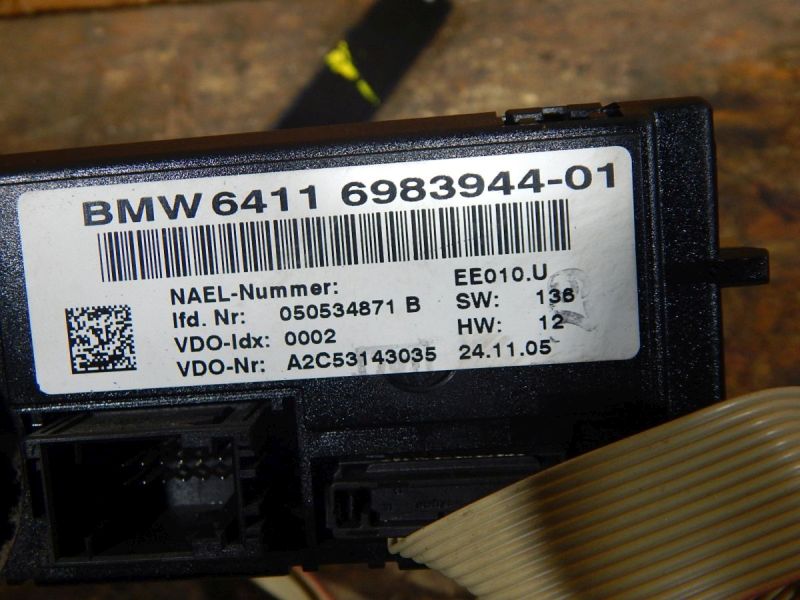 BMW 6411 6983944-01
NAEL-Nummer: EE010.U
lfd. Nr: 050534871 B SW: 136
VDO-Idx: 0002 HW: 12
VDO-Nr: A2C53143035 24.11.05